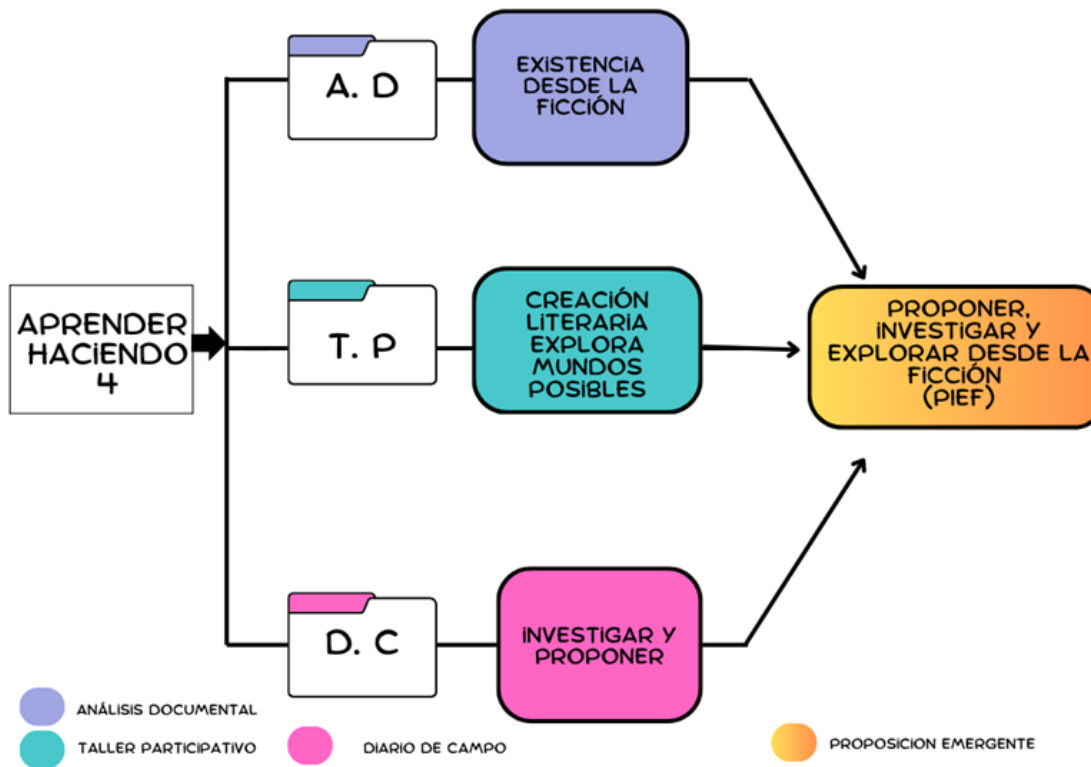 A. D
EXISTENCIA
DESDE LA
FICCIÓN
APRENDER
HACIENDO
4
T. P
CREACIÓN
LITERARIA
EXPLORA
MUNDOS
POSIBLES
PROPONER,
INVESTIGAR Y
EXPLORAR DESDE LA
FICCIÓN
(PIEF)
D. C
INVESTIGAR Y
PROPONER
ANÁLISIS DOCUMENTAL
TALLER PARTICIPATIVO
DIARIO DE CAMPO
PROPOSICION EMERGENTE